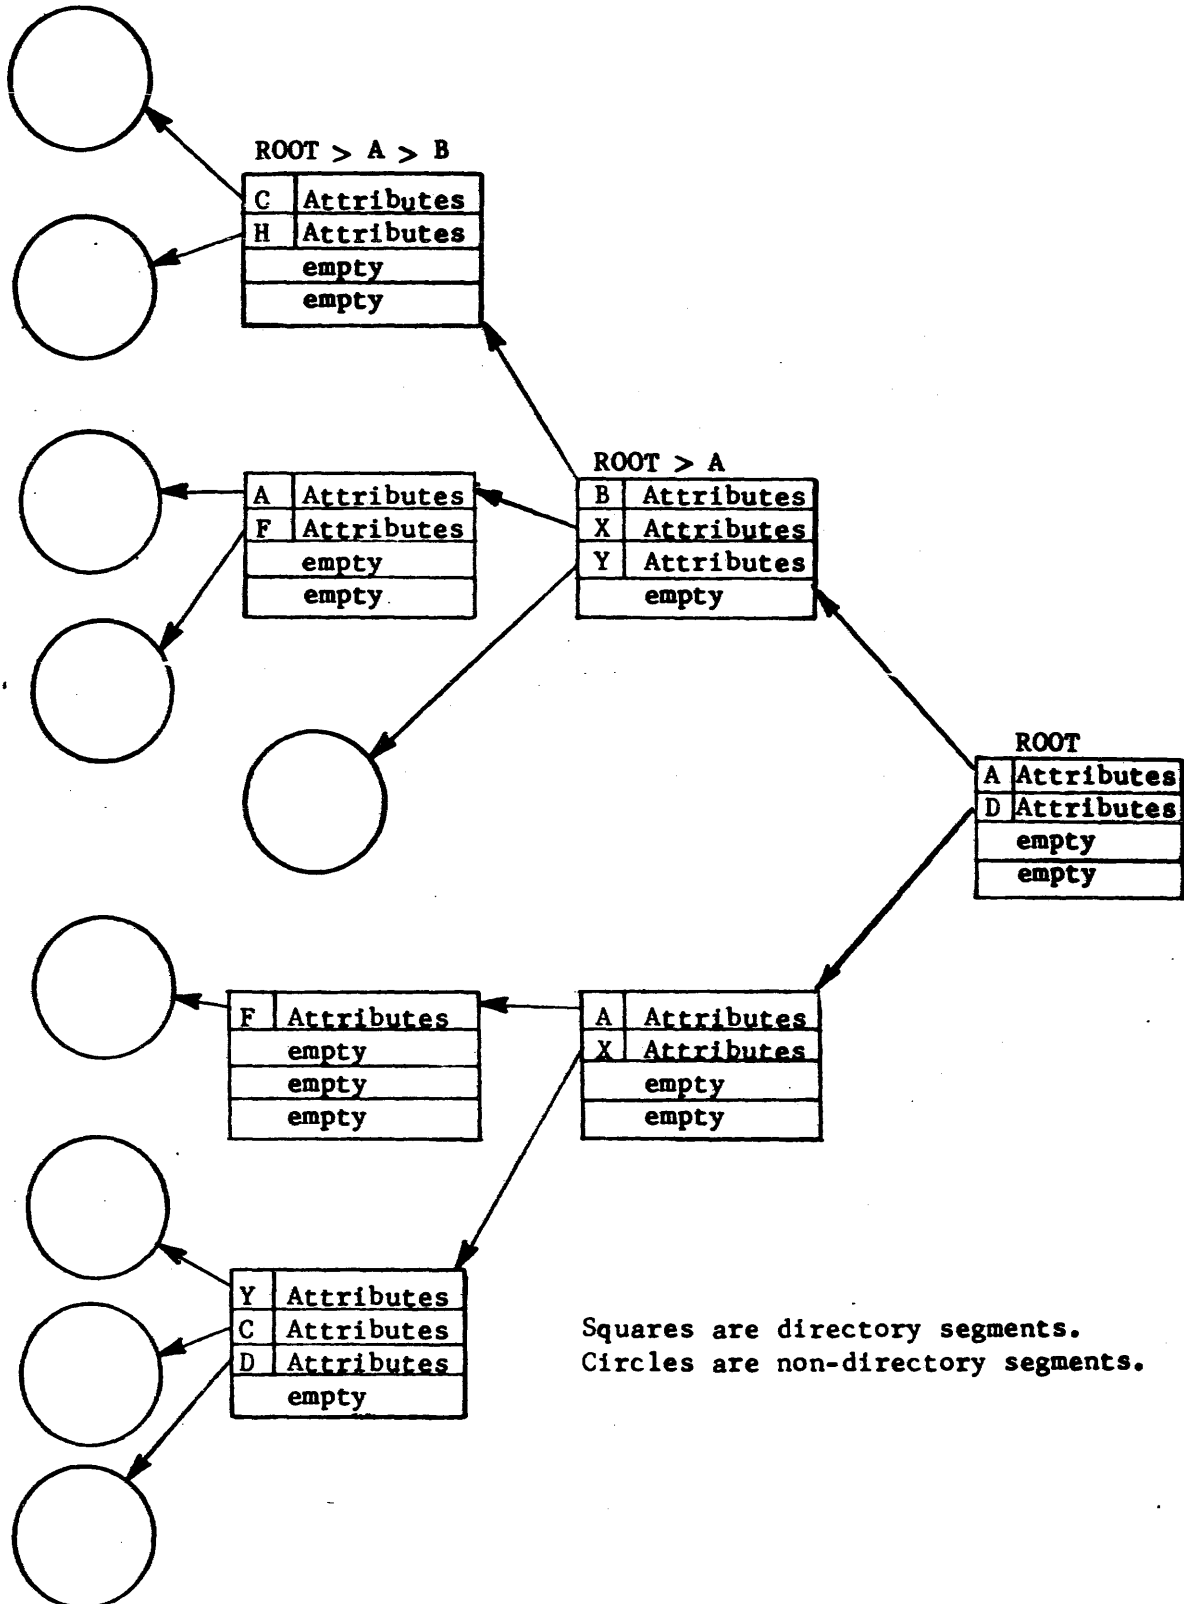 ROOT > A > B
C Attributes
H Attributes
empty
empty
ROOT > A
B Attributes
X Attributes
Y Attributes
empty
A Attributes
F Attributes
empty
empty
ROOT
A Attributes
D Attributes
empty
empty
F Attributes
empty
empty
empty
A Attributes
X Attributes
empty
empty
Y Attributes
C Attributes
D Attributes
empty
Squares are directory segments.
Circles are non-directory segments.